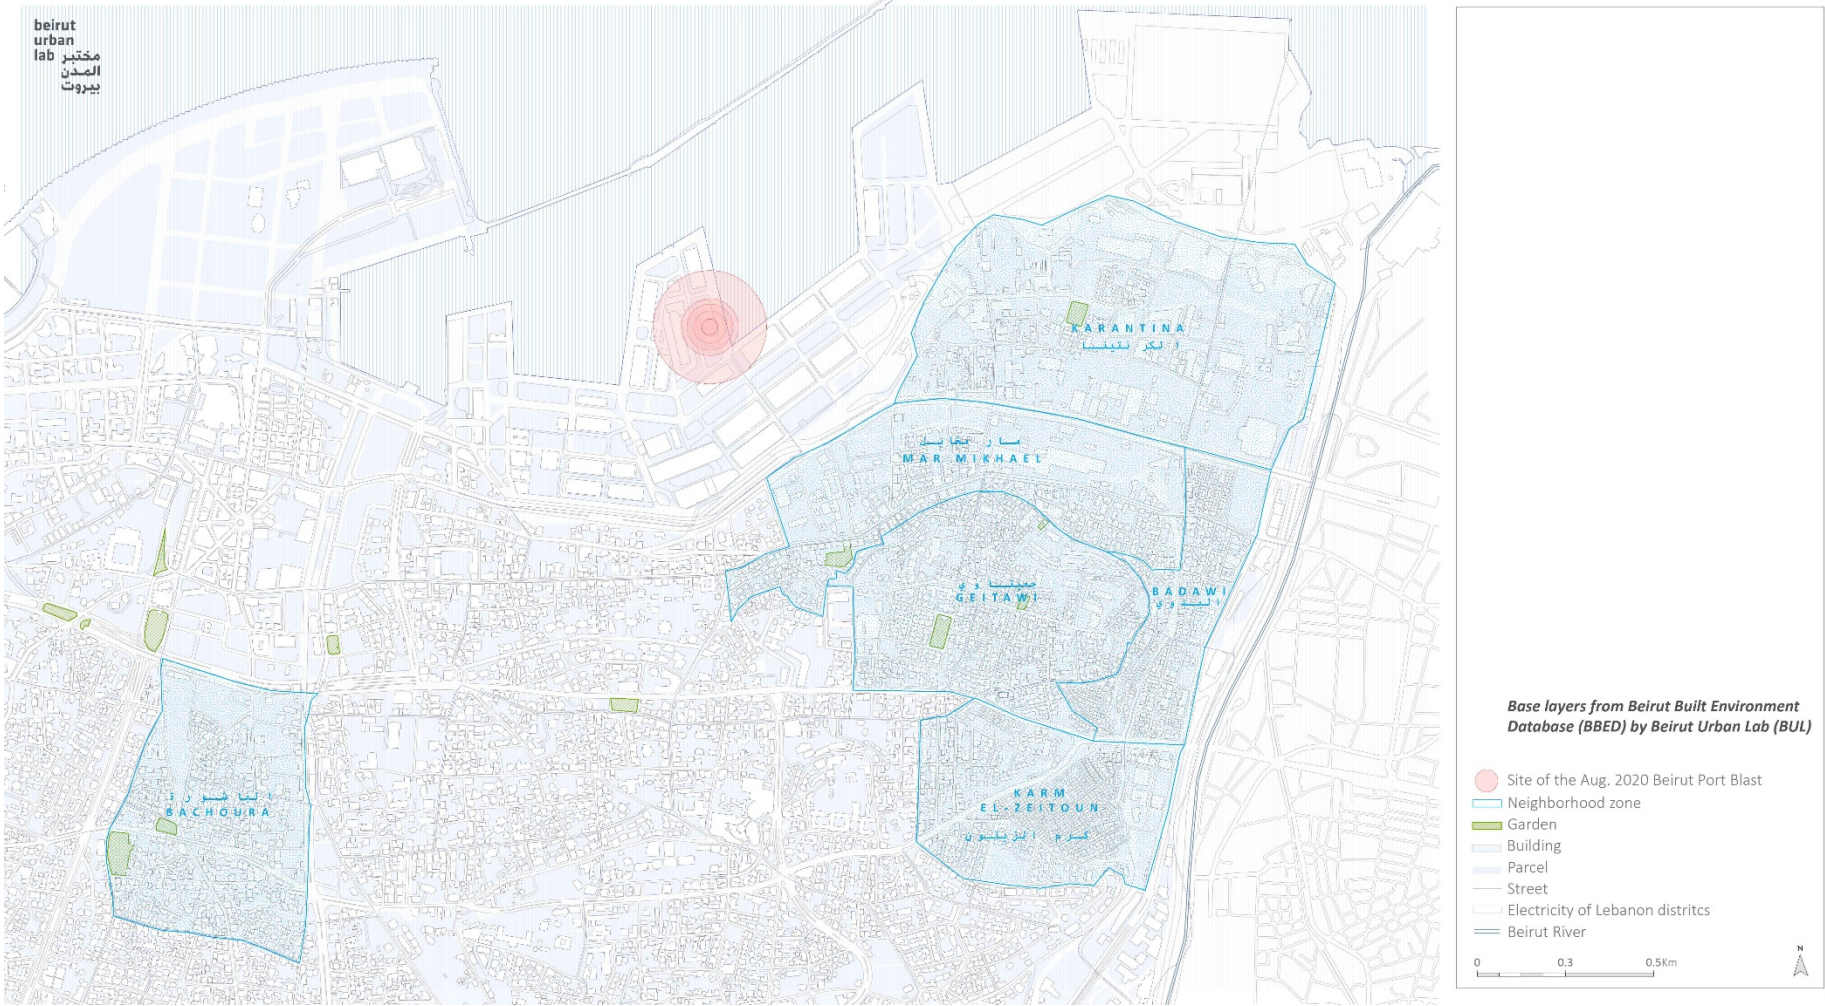 beirut
urban
lab مختبر
المدن
بيروت
KARANTINA
الكرنتينا
مار مخايل
MAR MIKHAEL
جعيتاوي
GEITAWI
BADAWI
البدوي
الباشورة
BACHOURA
KARM
EL-ZEITOUN
كرم الزيتون
Base layers from Beirut Built Environment
Database (BBED) by Beirut Urban Lab (BUL)
Site of the Aug. 2020 Beirut Port Blast
Neighborhood zone
Garden
Building
Parcel
Street
Electricity of Lebanon distritcs
Beirut River
N
0 0.3 0.5Km